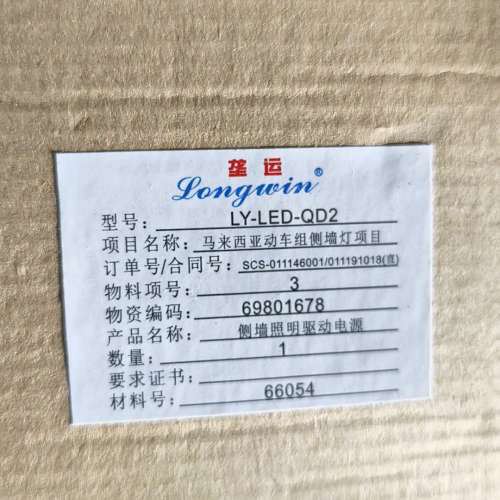 垄运
Longwin®
型号： LY-LED-QD2
项目名称：马来西亚动车组侧墙灯项目
订单号/合同号：SCS-011146001/011191018(直)
物料项号： 3
物资编码： 69801678
产品名称： 侧墙照明驱动电源
数量： 1
要求证书：
材料号： 66054